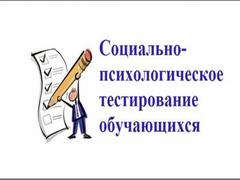 Социально-
психологическое
тестирование
обучающихся